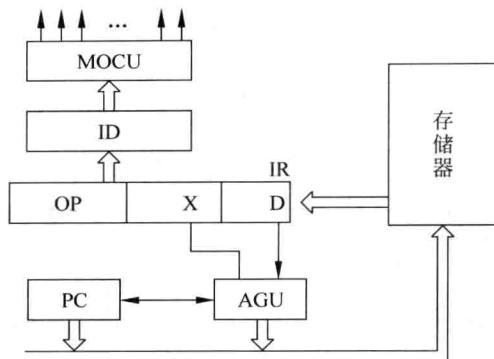 ...
MOCU
ID
IR
OP X D
存储器
PC AGU